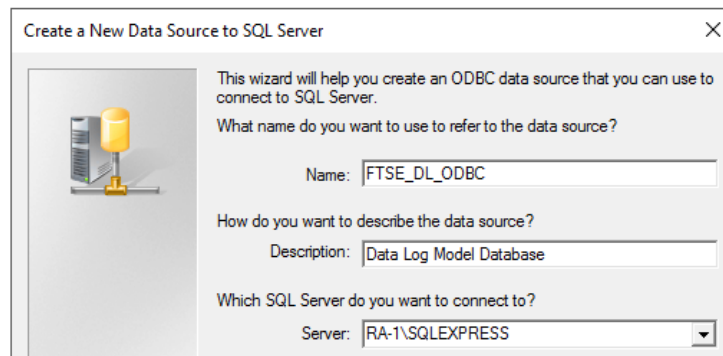 Create a New Data Source to SQL Server
This wizard will help you create an ODBC data source that you can use to
connect to SQL Server.
What name do you want to use to refer to the data source?
Name: FTSE_DL_ODBC
How do you want to describe the data source?
Description: Data Log Model Database
Which SQL Server do you want to connect to?
Server: RA-1\SQLEXPRESS